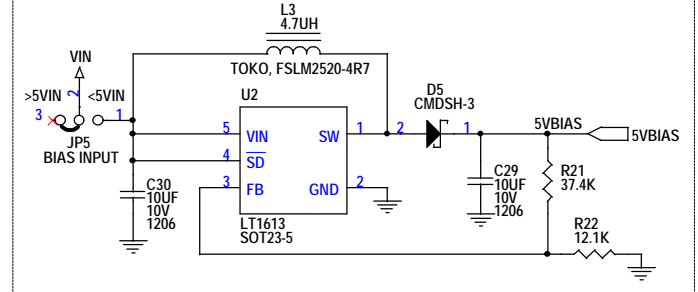 L3
4.7UH
TOKO, FSLM2520-4R7
VIN
>5VIN
2
<5VIN
3
1
JP5
BIAS INPUT
U2
5
VIN
SW
1
4
SD
3
FB
GND
2
LT1613
SOT23-5
C30
10UF
10V
1206
D5
CMDSH-3
2
1
5VBIAS
5VBIAS
C29
10UF
10V
1206
R21
37.4K
R22
12.1K